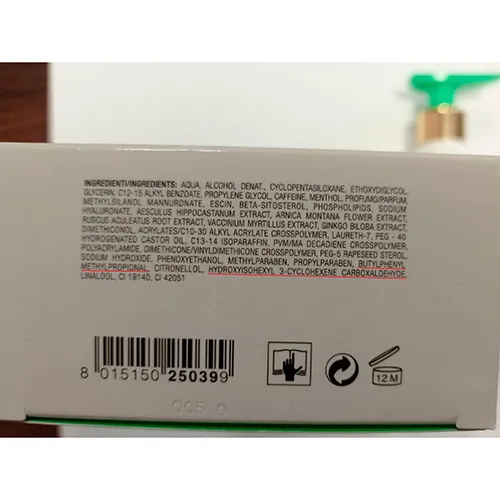 INGREDIENTI/INGREDIENTS: AQUA, ALCOHOL DENAT., CYCLOPENTASILOXANE, ETHOXYDIGLYCOL,
GLYCERIN, C12-15 ALKYL BENZOATE, PROPYLENE GLYCOL, CAFFEINE, MENTHOL, PROFUMO/PARFUM,
METHYLSILANOL MANNURONATE, ESCIN, BETA-SITOSTEROL, PHOSPHOLIPIDS, SODIUM
HYALURONATE, AESCULUS HIPPOCASTANUM EXTRACT, ARNICA MONTANA FLOWER EXTRACT,
RUSCUS ACULEATUS ROOT EXTRACT, VACCINIUM MYRTILLUS EXTRACT, GINKGO BILOBA EXTRACT,
DIMETHICONOL, ACRYLATES/C10-30 ALKYL ACRYLATE CROSSPOLYMER, LAURETH-7, PEG - 40
HYDROGENATED CASTOR OIL, C13-14 ISOPARAFFIN, PVM/MA DECADIENE CROSSPOLYMER,
POLYACRYLAMIDE, DIMETHICONE/VINYLDIMETHICONE CROSSPOLYMER, PEG-5 RAPESEED STEROL,
SODIUM HYDROXIDE, PHENOXYETHANOL, METHYLPARABEN, PROPYLPARABEN, BUTYLPHENYL
METHYLPROPIONAL, CITRONELLOL, HYDROXYISOHEXYL 3-CYCLOHEXENE CARBOXALDEHYDE,
LINALOOL, CI 19140, CI 42051
8 015150 250399
12 M